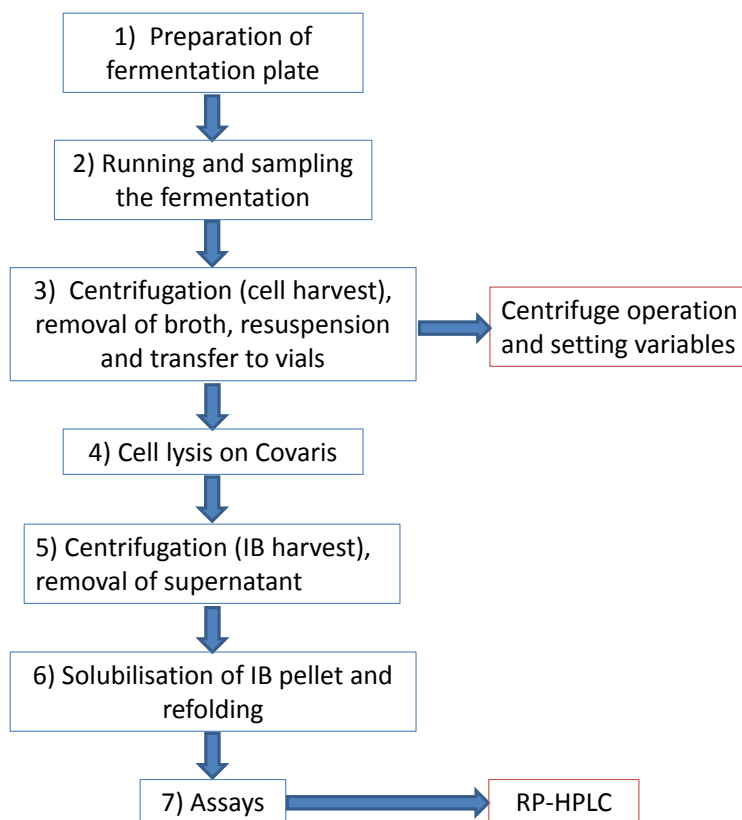 1) Preparation of
fermentation plate
2) Running and sampling
the fermentation
3) Centrifugation (cell harvest),
removal of broth, resuspension
and transfer to vials
Centrifuge operation
and setting variables
4) Cell lysis on Covaris
5) Centrifugation (IB harvest),
removal of supernatant
6) Solubilisation of IB pellet and
refolding
7) Assays
RP-HPLC